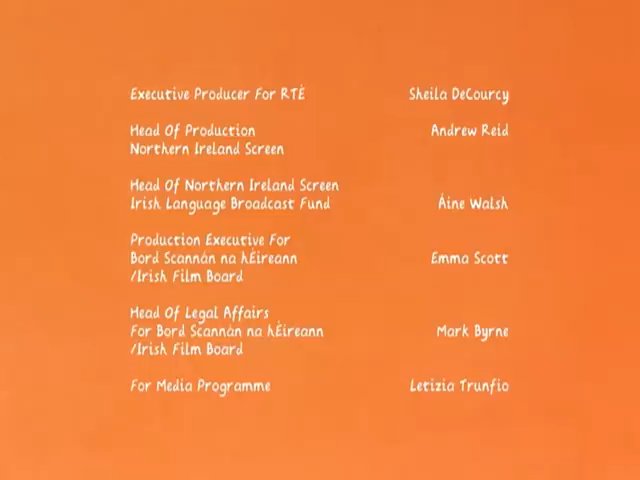 Executive Producer For RTÉ Sheila DeCourcy
Head Of Production Andrew Reid
Northern Ireland Screen
Head Of Northern Ireland Screen
Irish Language Broadcast Fund Áine Walsh
Production Executive For
Bord Scannán na hÉireann Emma Scott
/Irish Film Board
Head Of Legal Affairs
For Bord Scannán na hÉireann Mark Byrne
/Irish Film Board
For Media Programme Letizia Trunfio